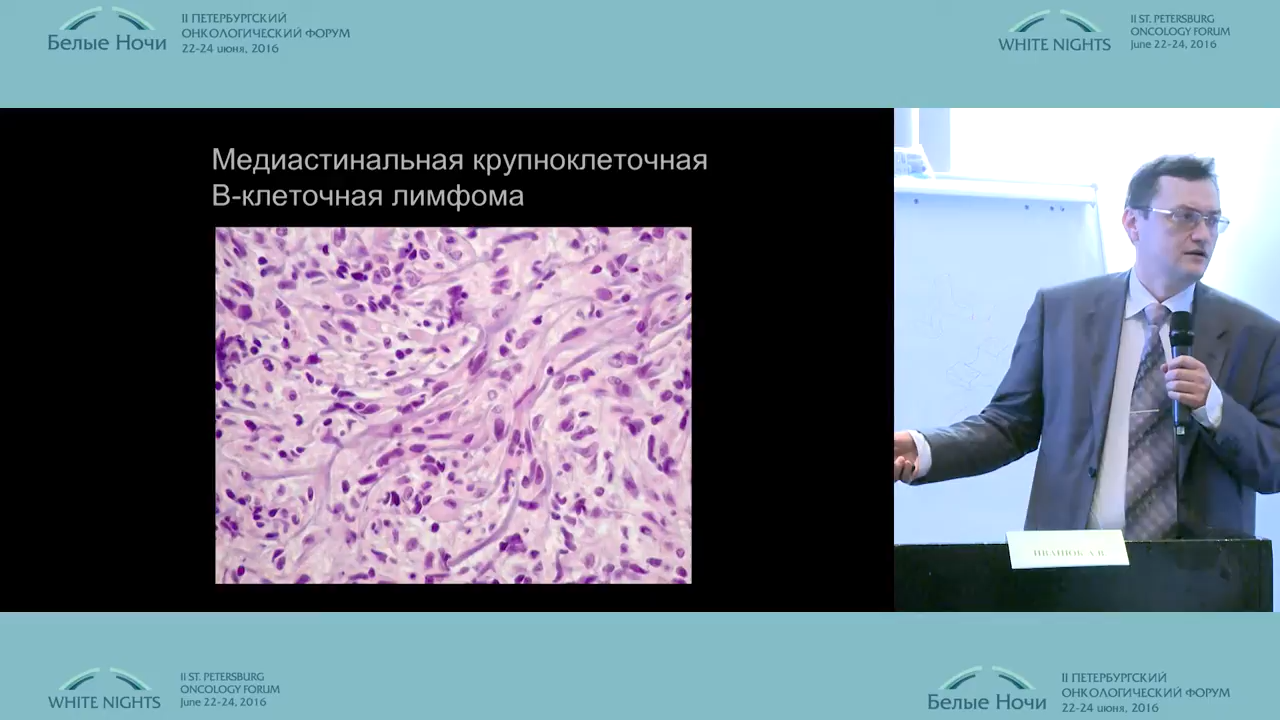 Белые Ночи
II ПЕТЕРБУРГСКИЙ
ОНКОЛОГИЧЕСКИЙ ФОРУМ
22-24 июня, 2016
WHITE NIGHTS
II ST. PETERSBURG
ONCOLOGY FORUM
June 22-24, 2016
Медиастинальная крупноклеточная
В-клеточная лимфома
WHITE NIGHTS
II ST. PETERSBURG
ONCOLOGY FORUM
June 22-24, 2016
Белые Ночи
II ПЕТЕРБУРГСКИЙ
ОНКОЛОГИЧЕСКИЙ ФОРУМ
22-24 июня, 2016